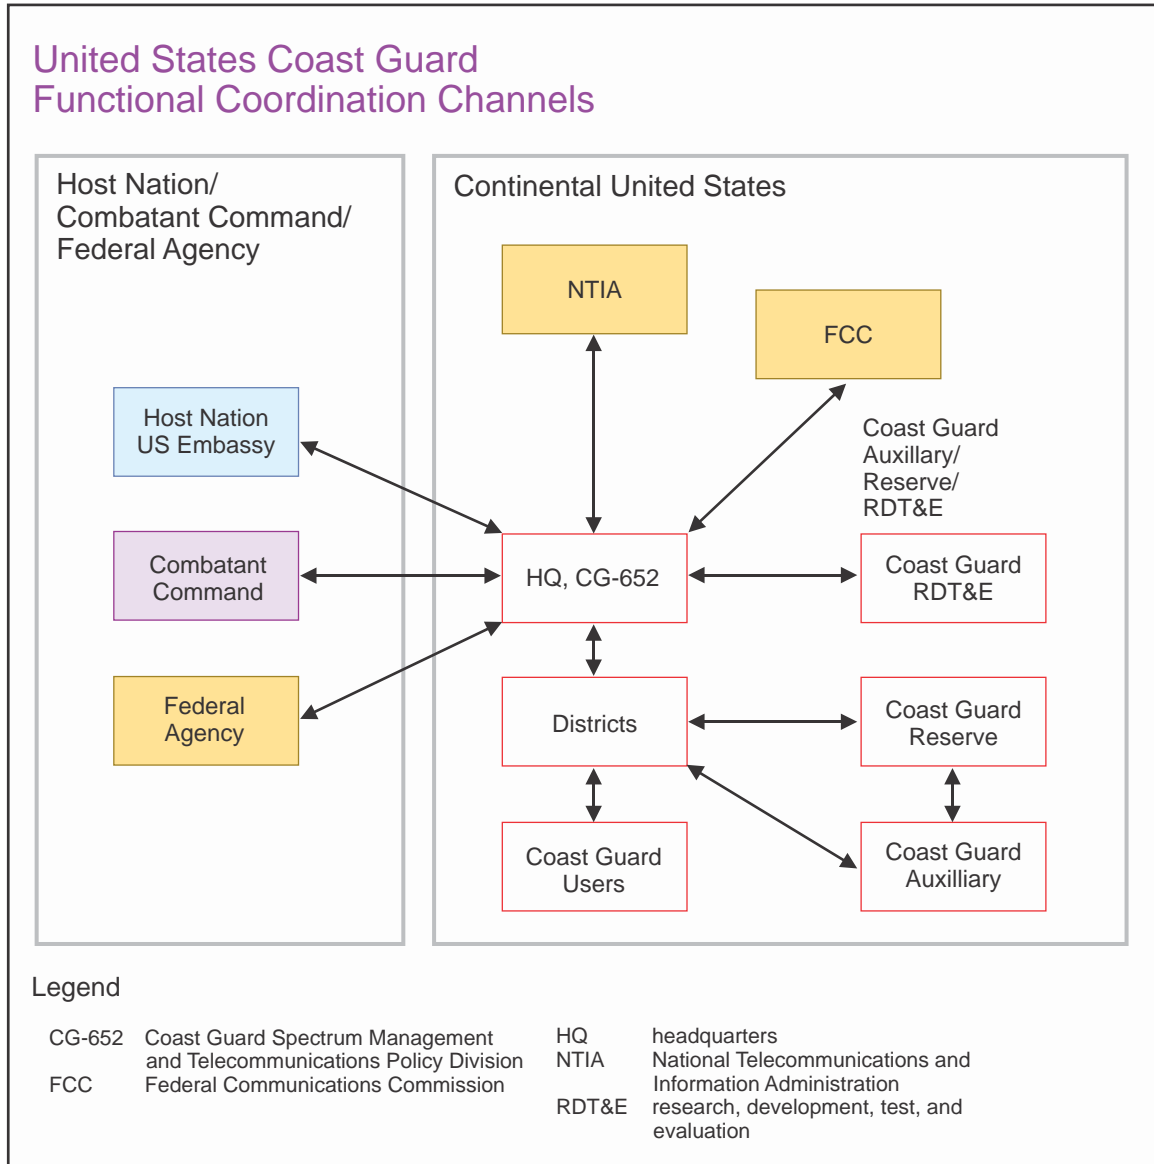 United States Coast Guard
Functional Coordination Channels
Host Nation/
Combatant Command/
Federal Agency
Continental United States
NTIA
FCC
Host Nation
US Embassy
Coast Guard
Auxillary/
Reserve/
RDT&E
Combatant
Command
HQ, CG-652
Coast Guard
RDT&E
Federal
Agency
Districts
Coast Guard
Reserve
Coast Guard
Users
Coast Guard
Auxilliary
Legend
CG-652 Coast Guard Spectrum Management
and Telecommunications Policy Division
FCC Federal Communications Commission
HQ headquarters
NTIA National Telecommunications and
Information Administration
RDT&E research, development, test, and
evaluation